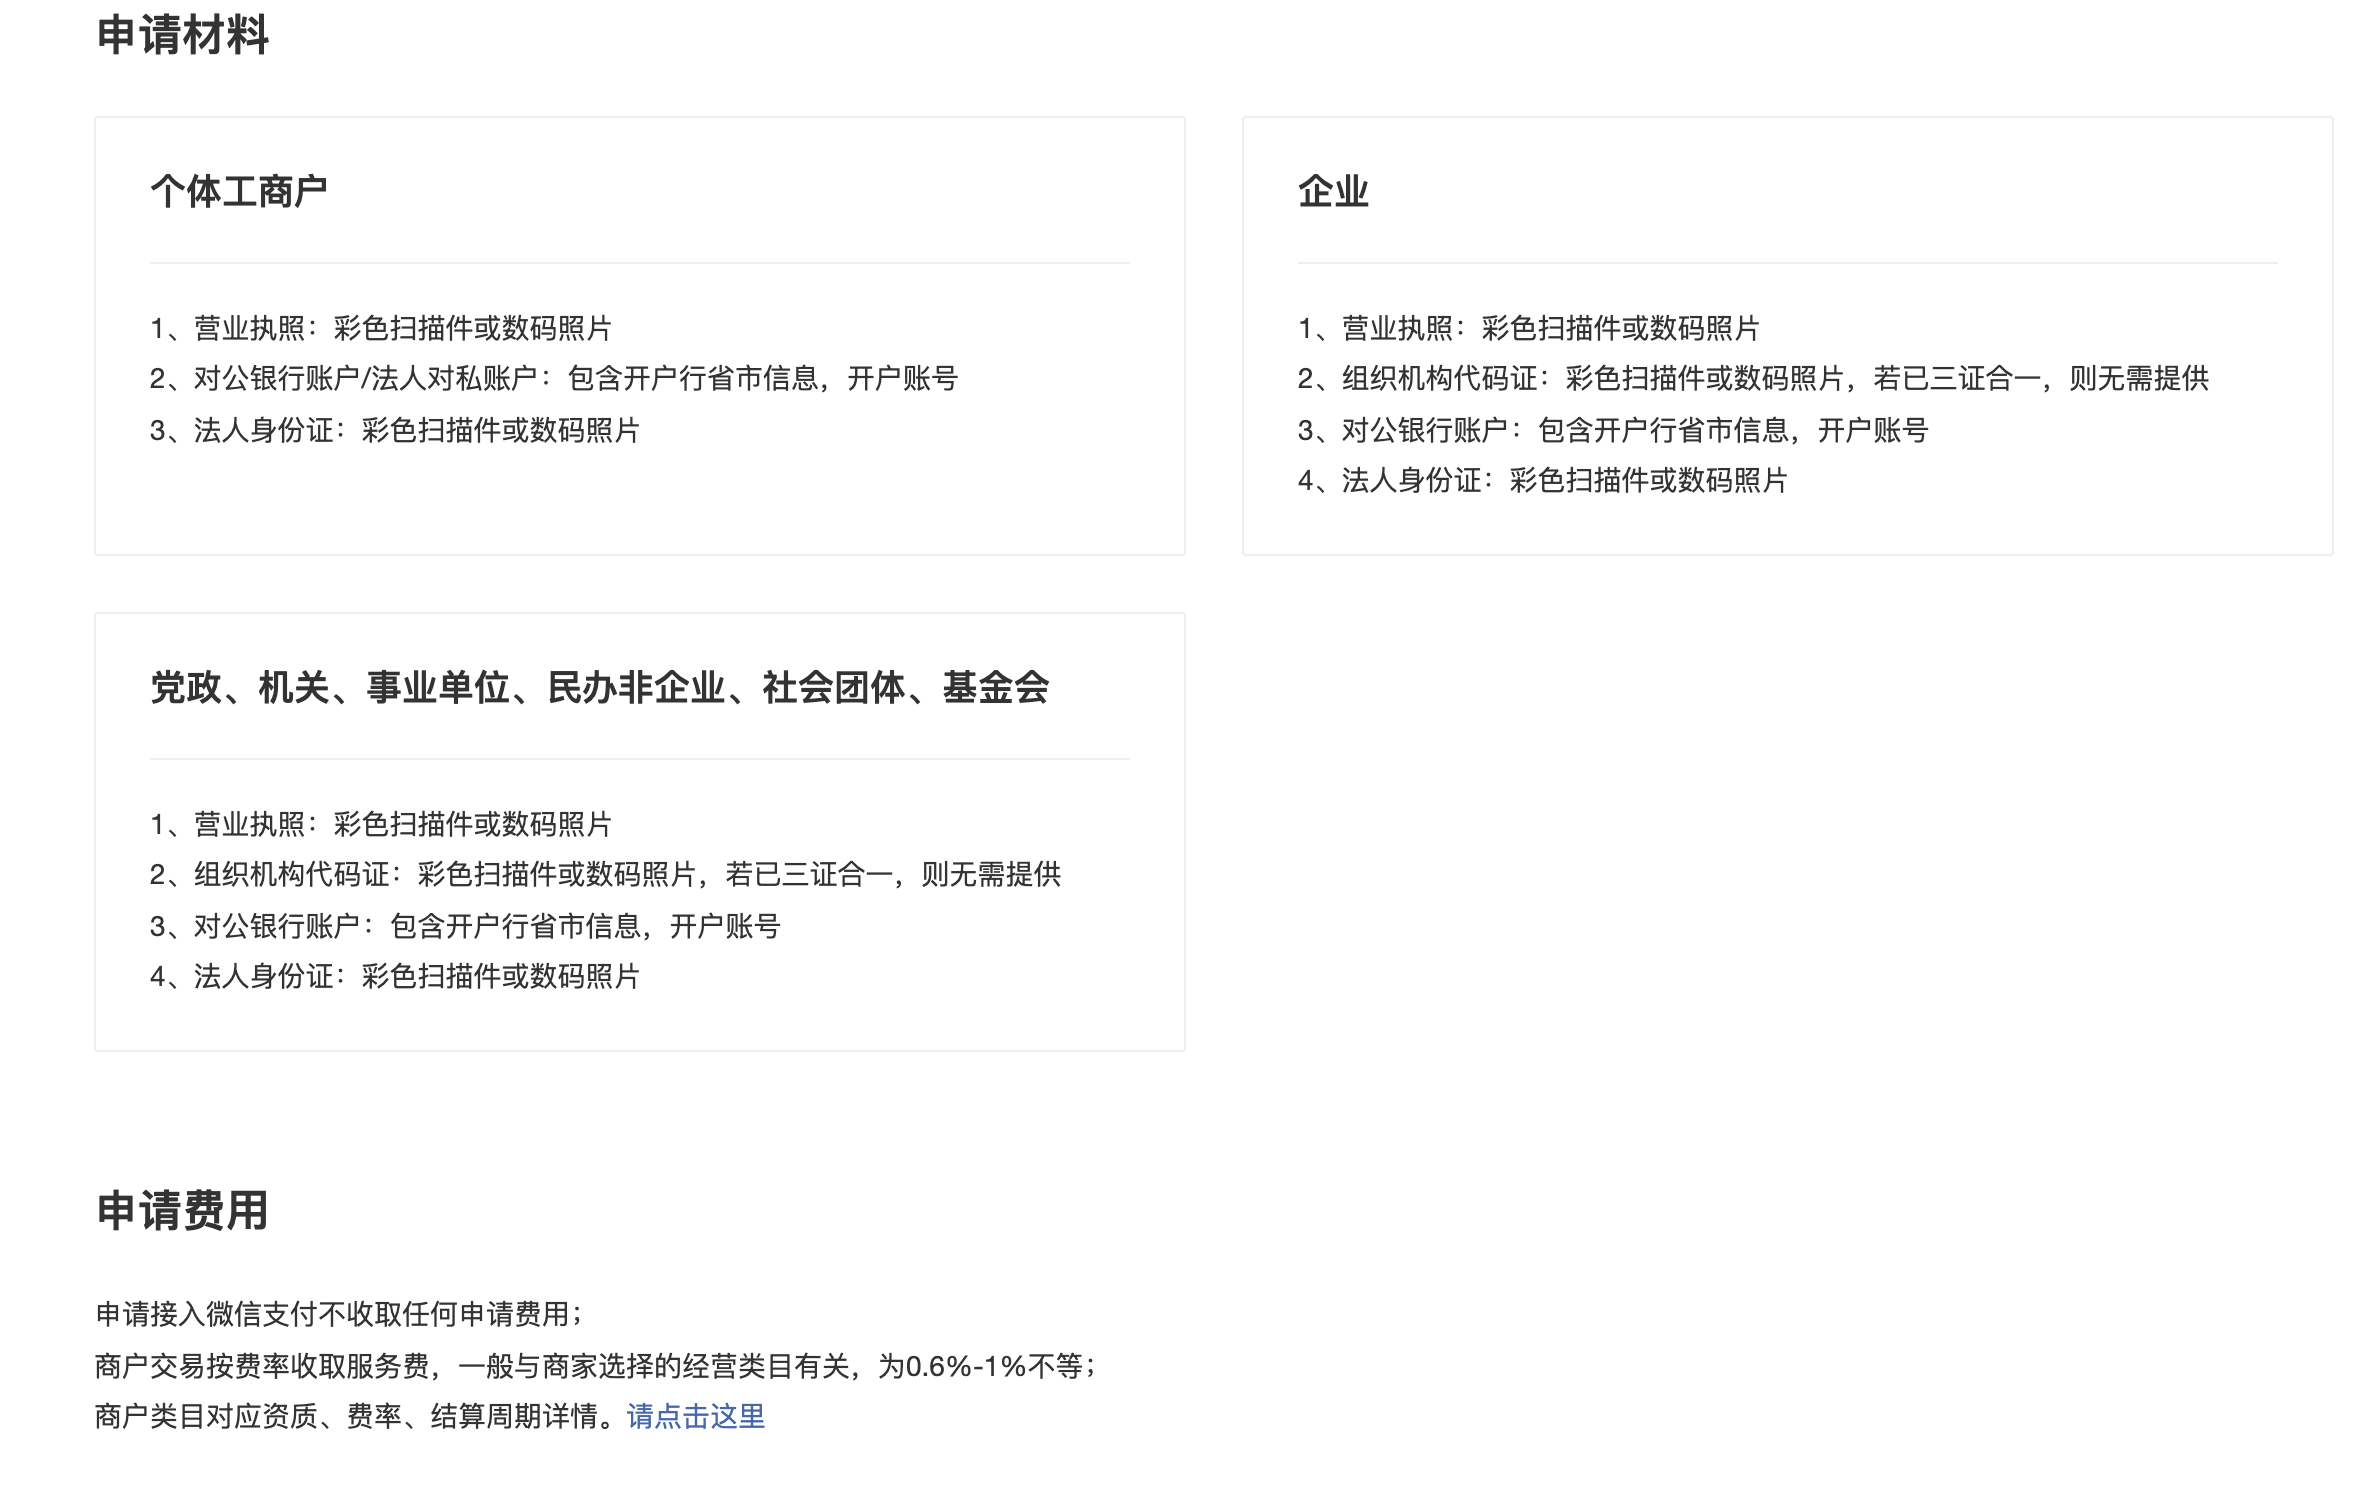 申请材料
个体工商户
1、营业执照：彩色扫描件或数码照片
2、对公银行账户/法人对私账户：包含开户行省市信息，开户账号
3、法人身份证：彩色扫描件或数码照片
企业
1、营业执照：彩色扫描件或数码照片
2、组织机构代码证：彩色扫描件或数码照片，若已三证合一，则无需提供
3、对公银行账户：包含开户行省市信息，开户账号
4、法人身份证：彩色扫描件或数码照片
党政、机关、事业单位、民办非企业、社会团体、基金会
1、营业执照：彩色扫描件或数码照片
2、组织机构代码证：彩色扫描件或数码照片，若已三证合一，则无需提供
3、对公银行账户：包含开户行省市信息，开户账号
4、法人身份证：彩色扫描件或数码照片
申请费用
申请接入微信支付不收取任何申请费用；
商户交易按费率收取服务费，一般与商家选择的经营类目有关，为0.6%-1%不等；
商户类目对应资质、费率、结算周期详情。请点击这里